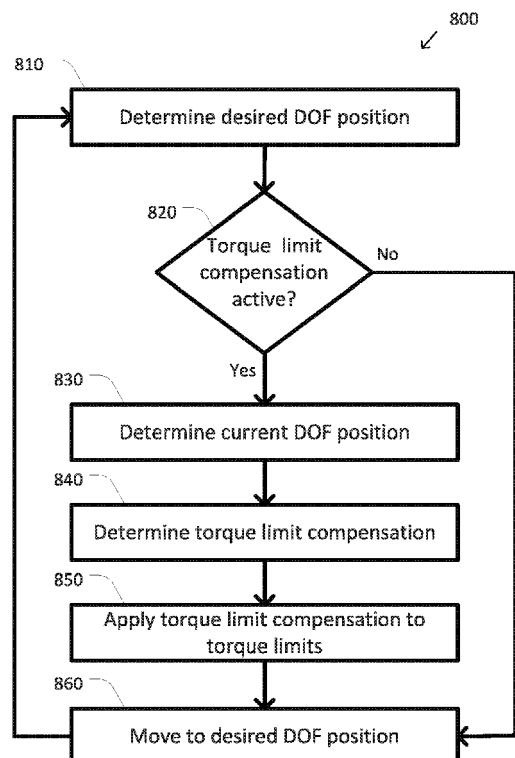 800
810
Determine desired DOF position
820
Torque limit
compensation
active?
No
Yes
830
Determine current DOF position
840
Determine torque limit compensation
850
Apply torque limit compensation to
torque limits
860
Move to desired DOF position